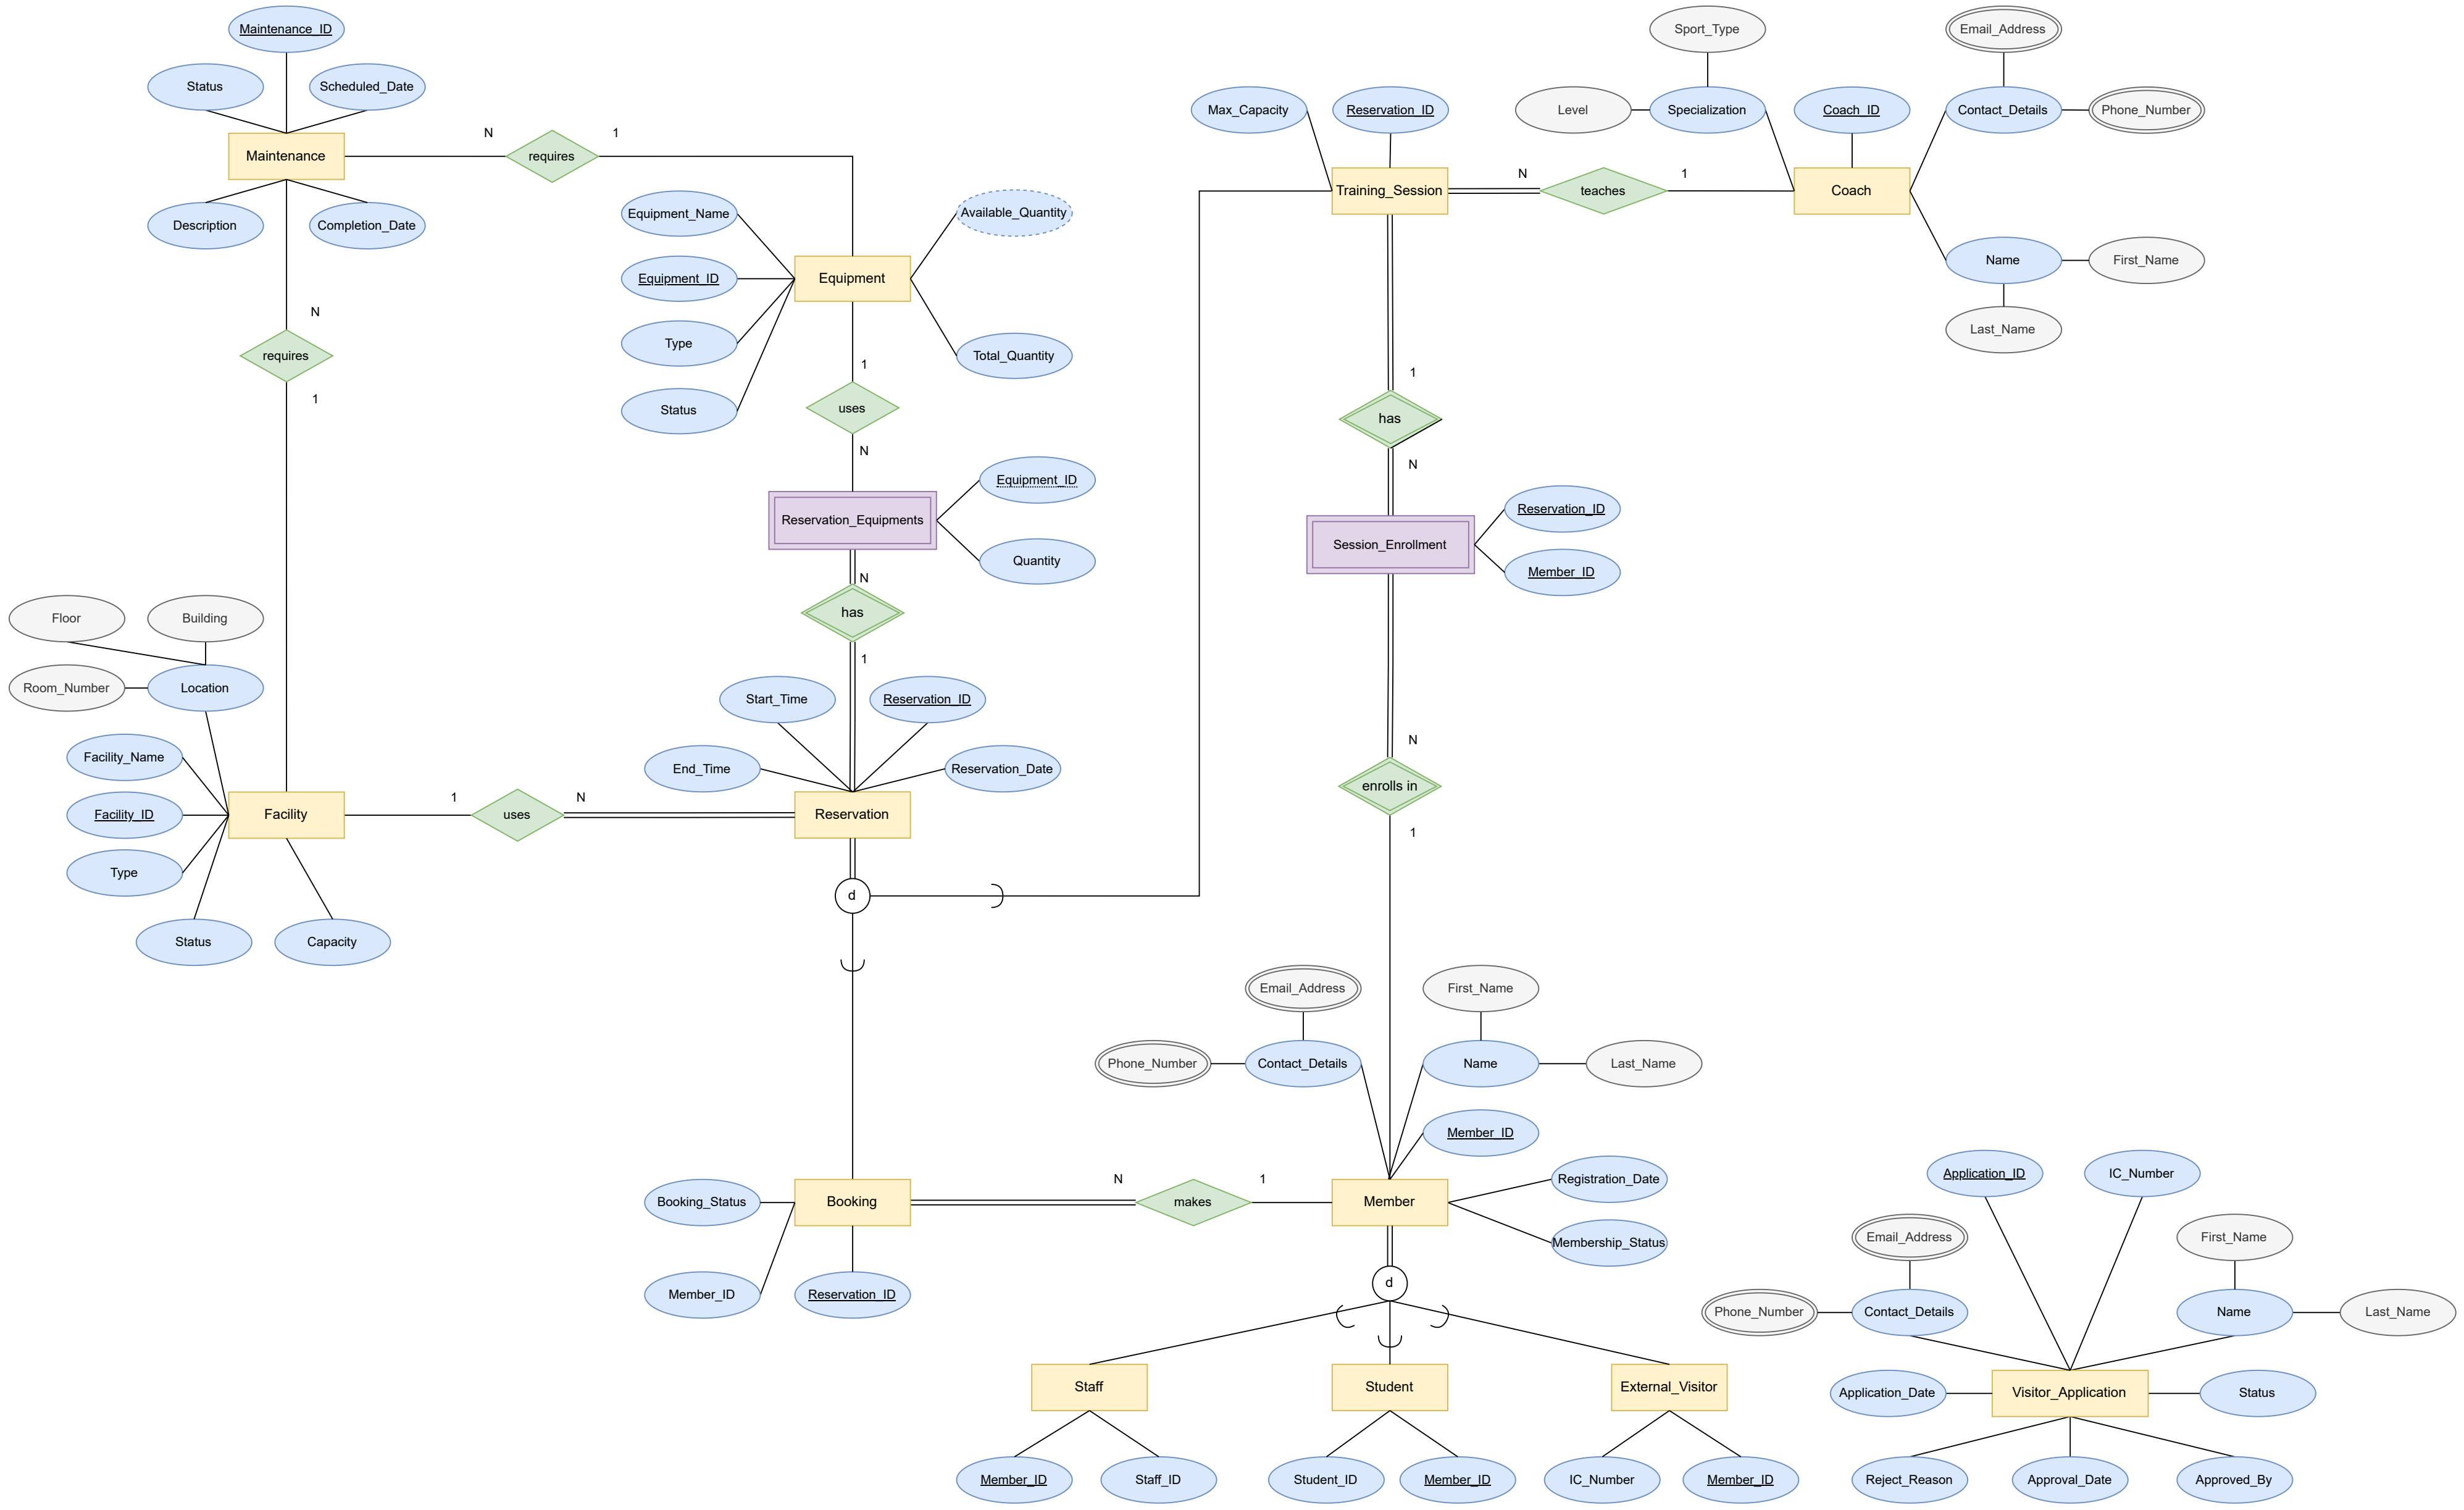 Maintenance_ID
Status
Scheduled_Date
Maintenance
Description
Completion_Date
N
requires
1
N
requires
1
Equipment_Name
Equipment_ID
Type
Status
Equipment
Available_Quantity
Total_Quantity
1
uses
N
Reservation_Equipments
Equipment_ID
Quantity
N
has
1
Start_Time
Reservation_ID
End_Time
Reservation_Date
Reservation
Floor
Building
Room_Number
Location
Facility_Name
Facility_ID
Type
Status
Capacity
Facility
1
uses
N
d
Max_Capacity
Reservation_ID
Training_Session
N
teaches
1
Sport_Type
Level
Specialization
Coach_ID
Coach
Email_Address
Contact_Details
Phone_Number
Name
First_Name
Last_Name
1
has
N
Session_Enrollment
Reservation_ID
Member_ID
N
enrolls in
1
Email_Address
Phone_Number
Contact_Details
First_Name
Name
Last_Name
Member_ID
Registration_Date
Membership_Status
Member
Booking_Status
Booking
Member_ID
Reservation_ID
N
makes
1
d
Staff
Student
External_Visitor
Member_ID
Staff_ID
Student_ID
Member_ID
IC_Number
Member_ID
Application_ID
IC_Number
Email_Address
First_Name
Phone_Number
Contact_Details
Name
Last_Name
Application_Date
Visitor_Application
Status
Reject_Reason
Approval_Date
Approved_By